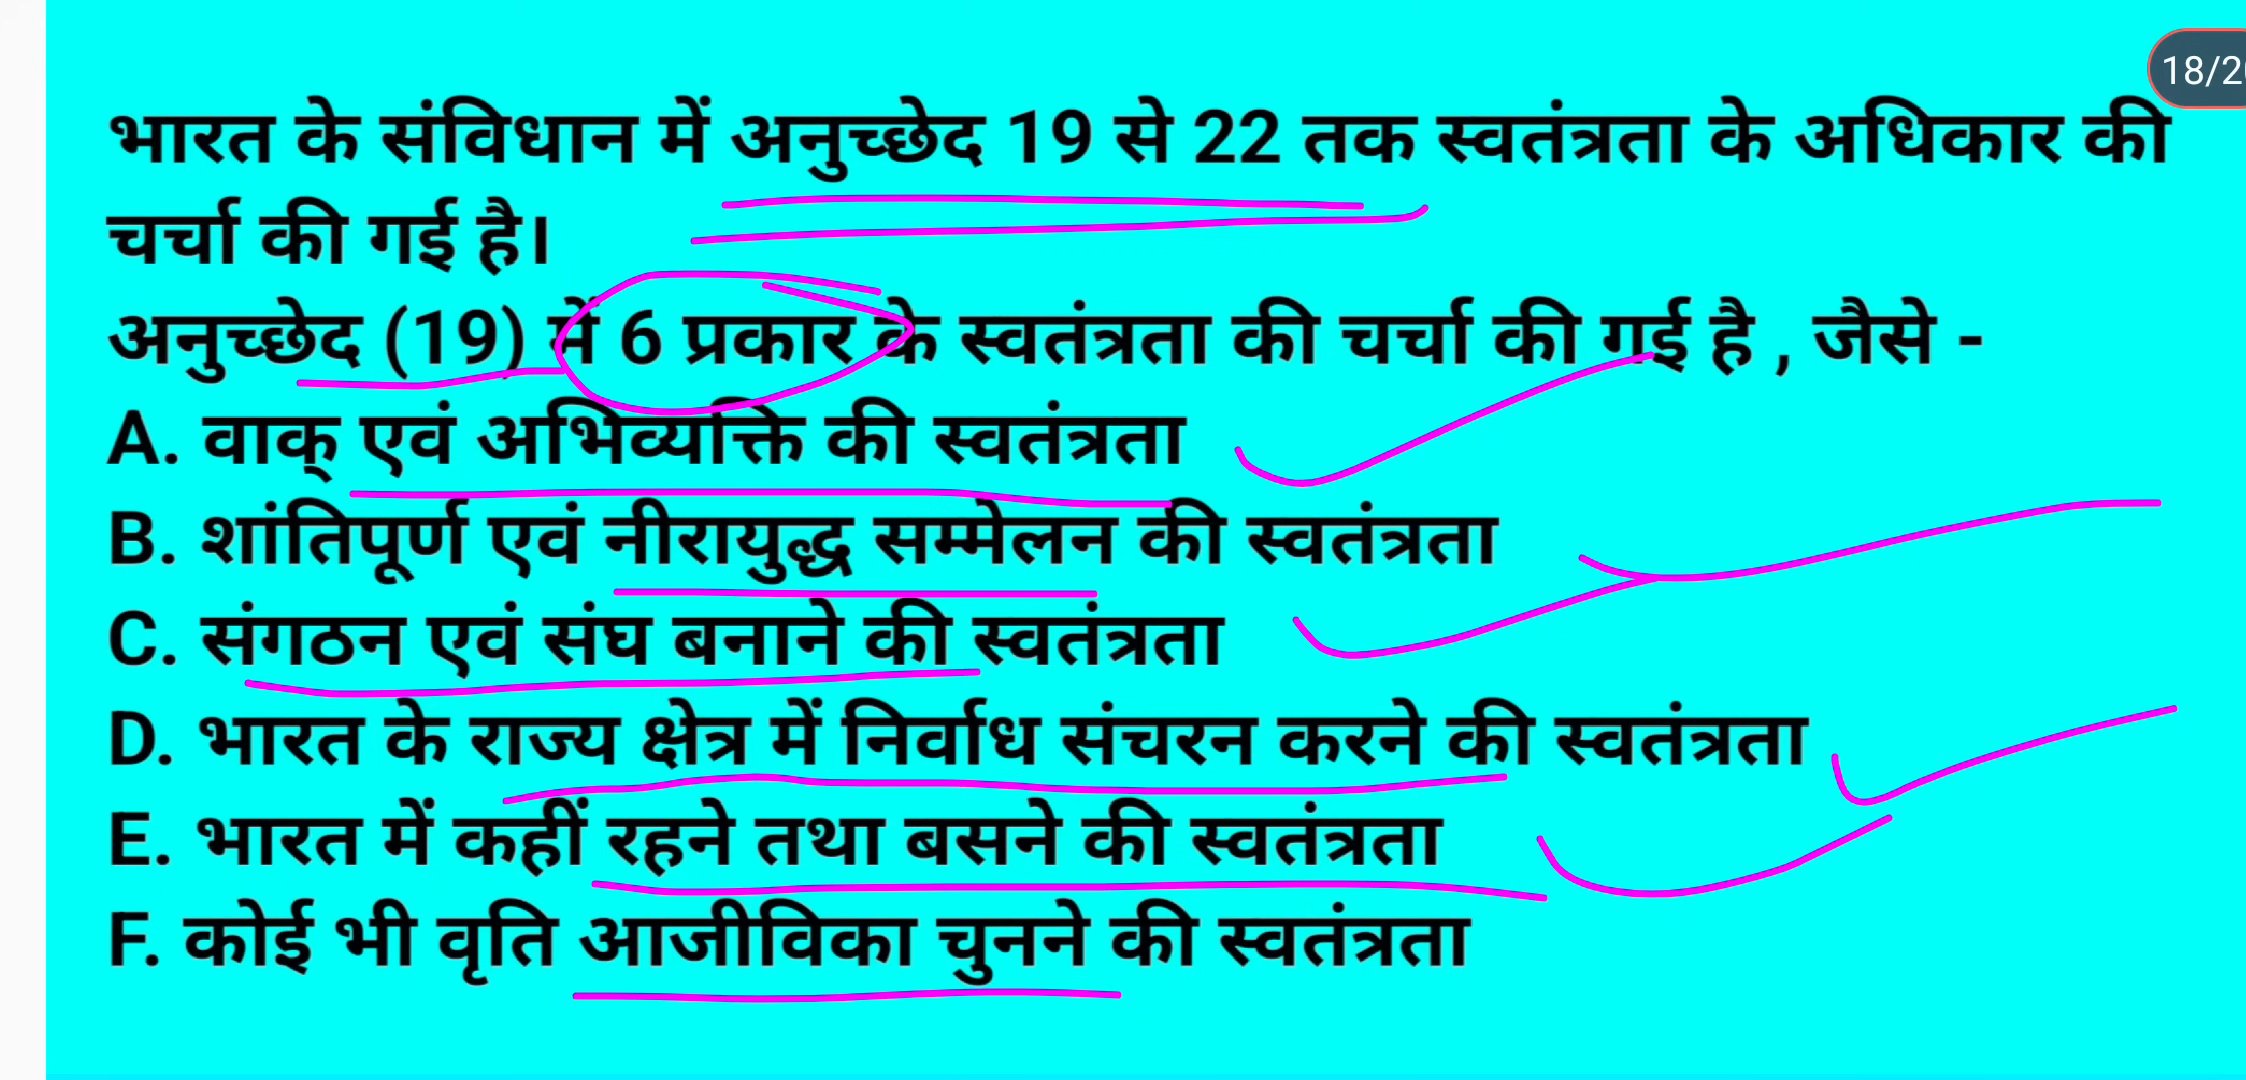 18/2
भारत के संविधान में अनुच्छेद 19 से 22 तक स्वतंत्रता के अधिकार की
चर्चा की गई है।
अनुच्छेद (19) में 6 प्रकार के स्वतंत्रता की चर्चा की गई है , जैसे -
A. वाक् एवं अभिव्यक्ति की स्वतंत्रता
B. शांतिपूर्ण एवं नीरायुद्ध सम्मेलन की स्वतंत्रता
C. संगठन एवं संघ बनाने की स्वतंत्रता
D. भारत के राज्य क्षेत्र में निर्वाध संचरन करने की स्वतंत्रता
E. भारत में कहीं रहने तथा बसने की स्वतंत्रता
F. कोई भी वृति आजीविका चुनने की स्वतंत्रता